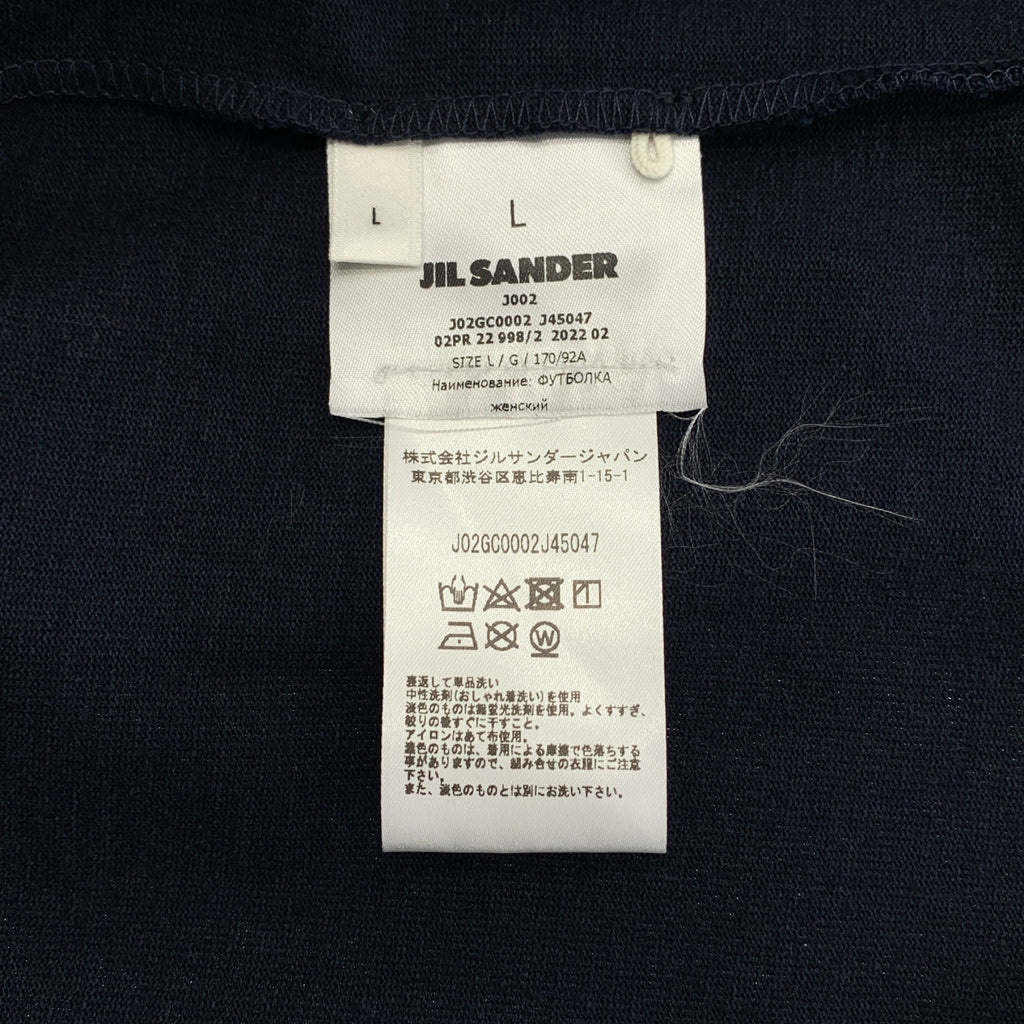 L
L
JIL SANDER
J002
J02GC0002 J45047
02PR 22 998/2 2022 02
SIZE L / G / 170/92A
Наименование: ФУТБОЛКА
женский
株式会社ジルサンダージャパン
東京都渋谷区恵比寿南1-15-1
J02GC0002J45047
W
裏返して単品洗い
中性洗剤(おしゃれ着洗い)を使用
淡色のものは無蛍光洗剤を使用。よくすすぎ、
絞りの後すぐに干すこと。
アイロンはあて布使用。
濃色のものは、着用による摩擦で色落ちする
事がありますので、組み合せの衣服にご注意
下さい。
また、淡色のものとは別にお洗い下さい。